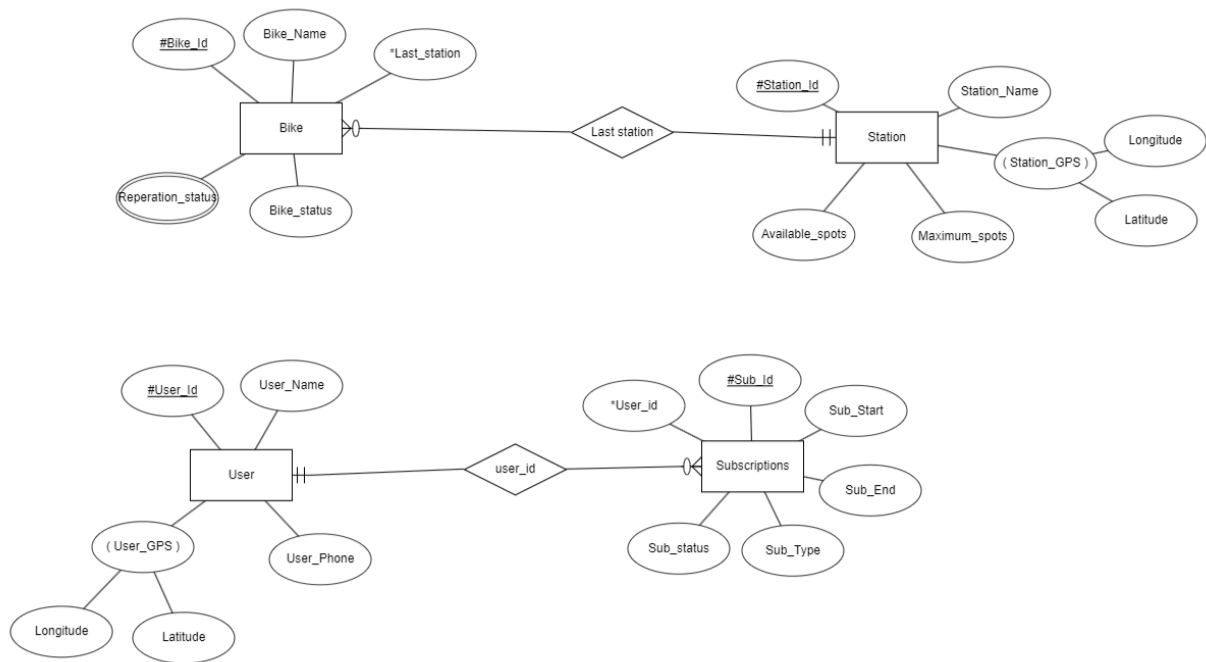 #Bike_Id
Bike_Name
*Last_station
Bike
Reperation_status
Bike_status
Last station
#Station_Id
Station_Name
Station
( Station_GPS )
Longitude
Latitude
Available_spots
Maximum_spots
#User_Id
User_Name
User
( User_GPS )
User_Phone
Longitude
Latitude
user_id
*User_id
#Sub_Id
Sub_Start
Subscriptions
Sub_End
Sub_status
Sub_Type